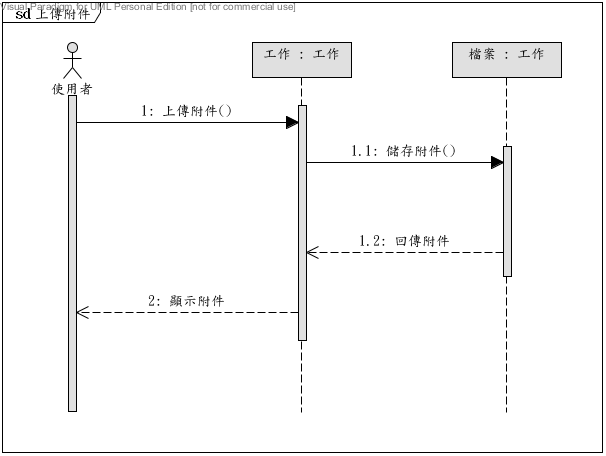 Visual Paradigm for UML Personal Edition [not for commercial use]
sd 上傳附件
使用者
工作 : 工作
檔案 : 工作
1: 上傳附件()
1.1: 儲存附件()
1.2: 回傳附件
2: 顯示附件